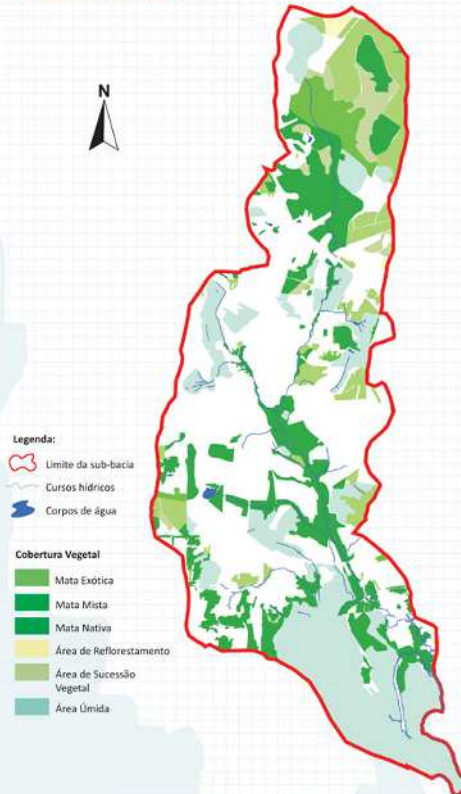 N
Legenda:
Limite da sub-bacia
Cursos hídricos
Corpos de água
Cobertura Vegetal
Mata Exótica
Mata Mista
Mata Nativa
Área de Reflorestamento
Área de Sucessão
Vegetal
Área Úmida